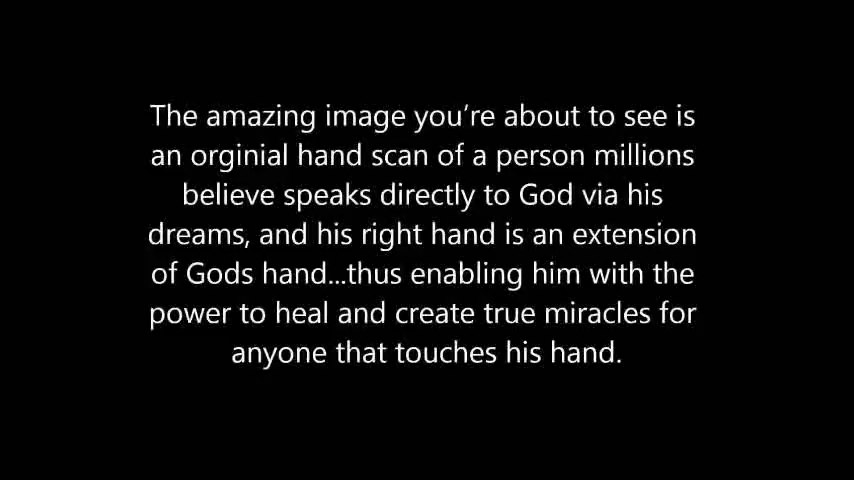 The amazing image you’re about to see is
an orginial hand scan of a person millions
believe speaks directly to God via his
dreams, and his right hand is an extension
of Gods hand...thus enabling him with the
power to heal and create true miracles for
anyone that touches his hand.